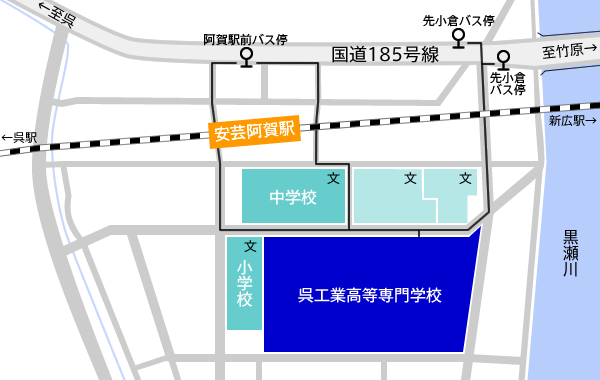 ←至呉
先小倉バス停
阿賀駅前バス停
国道185号線
至竹原→
先小倉
バス停
新広駅→
安芸阿賀駅
←呉駅
文
文
文
中学校
文
小学校
呉工業高等専門学校
黒瀬川